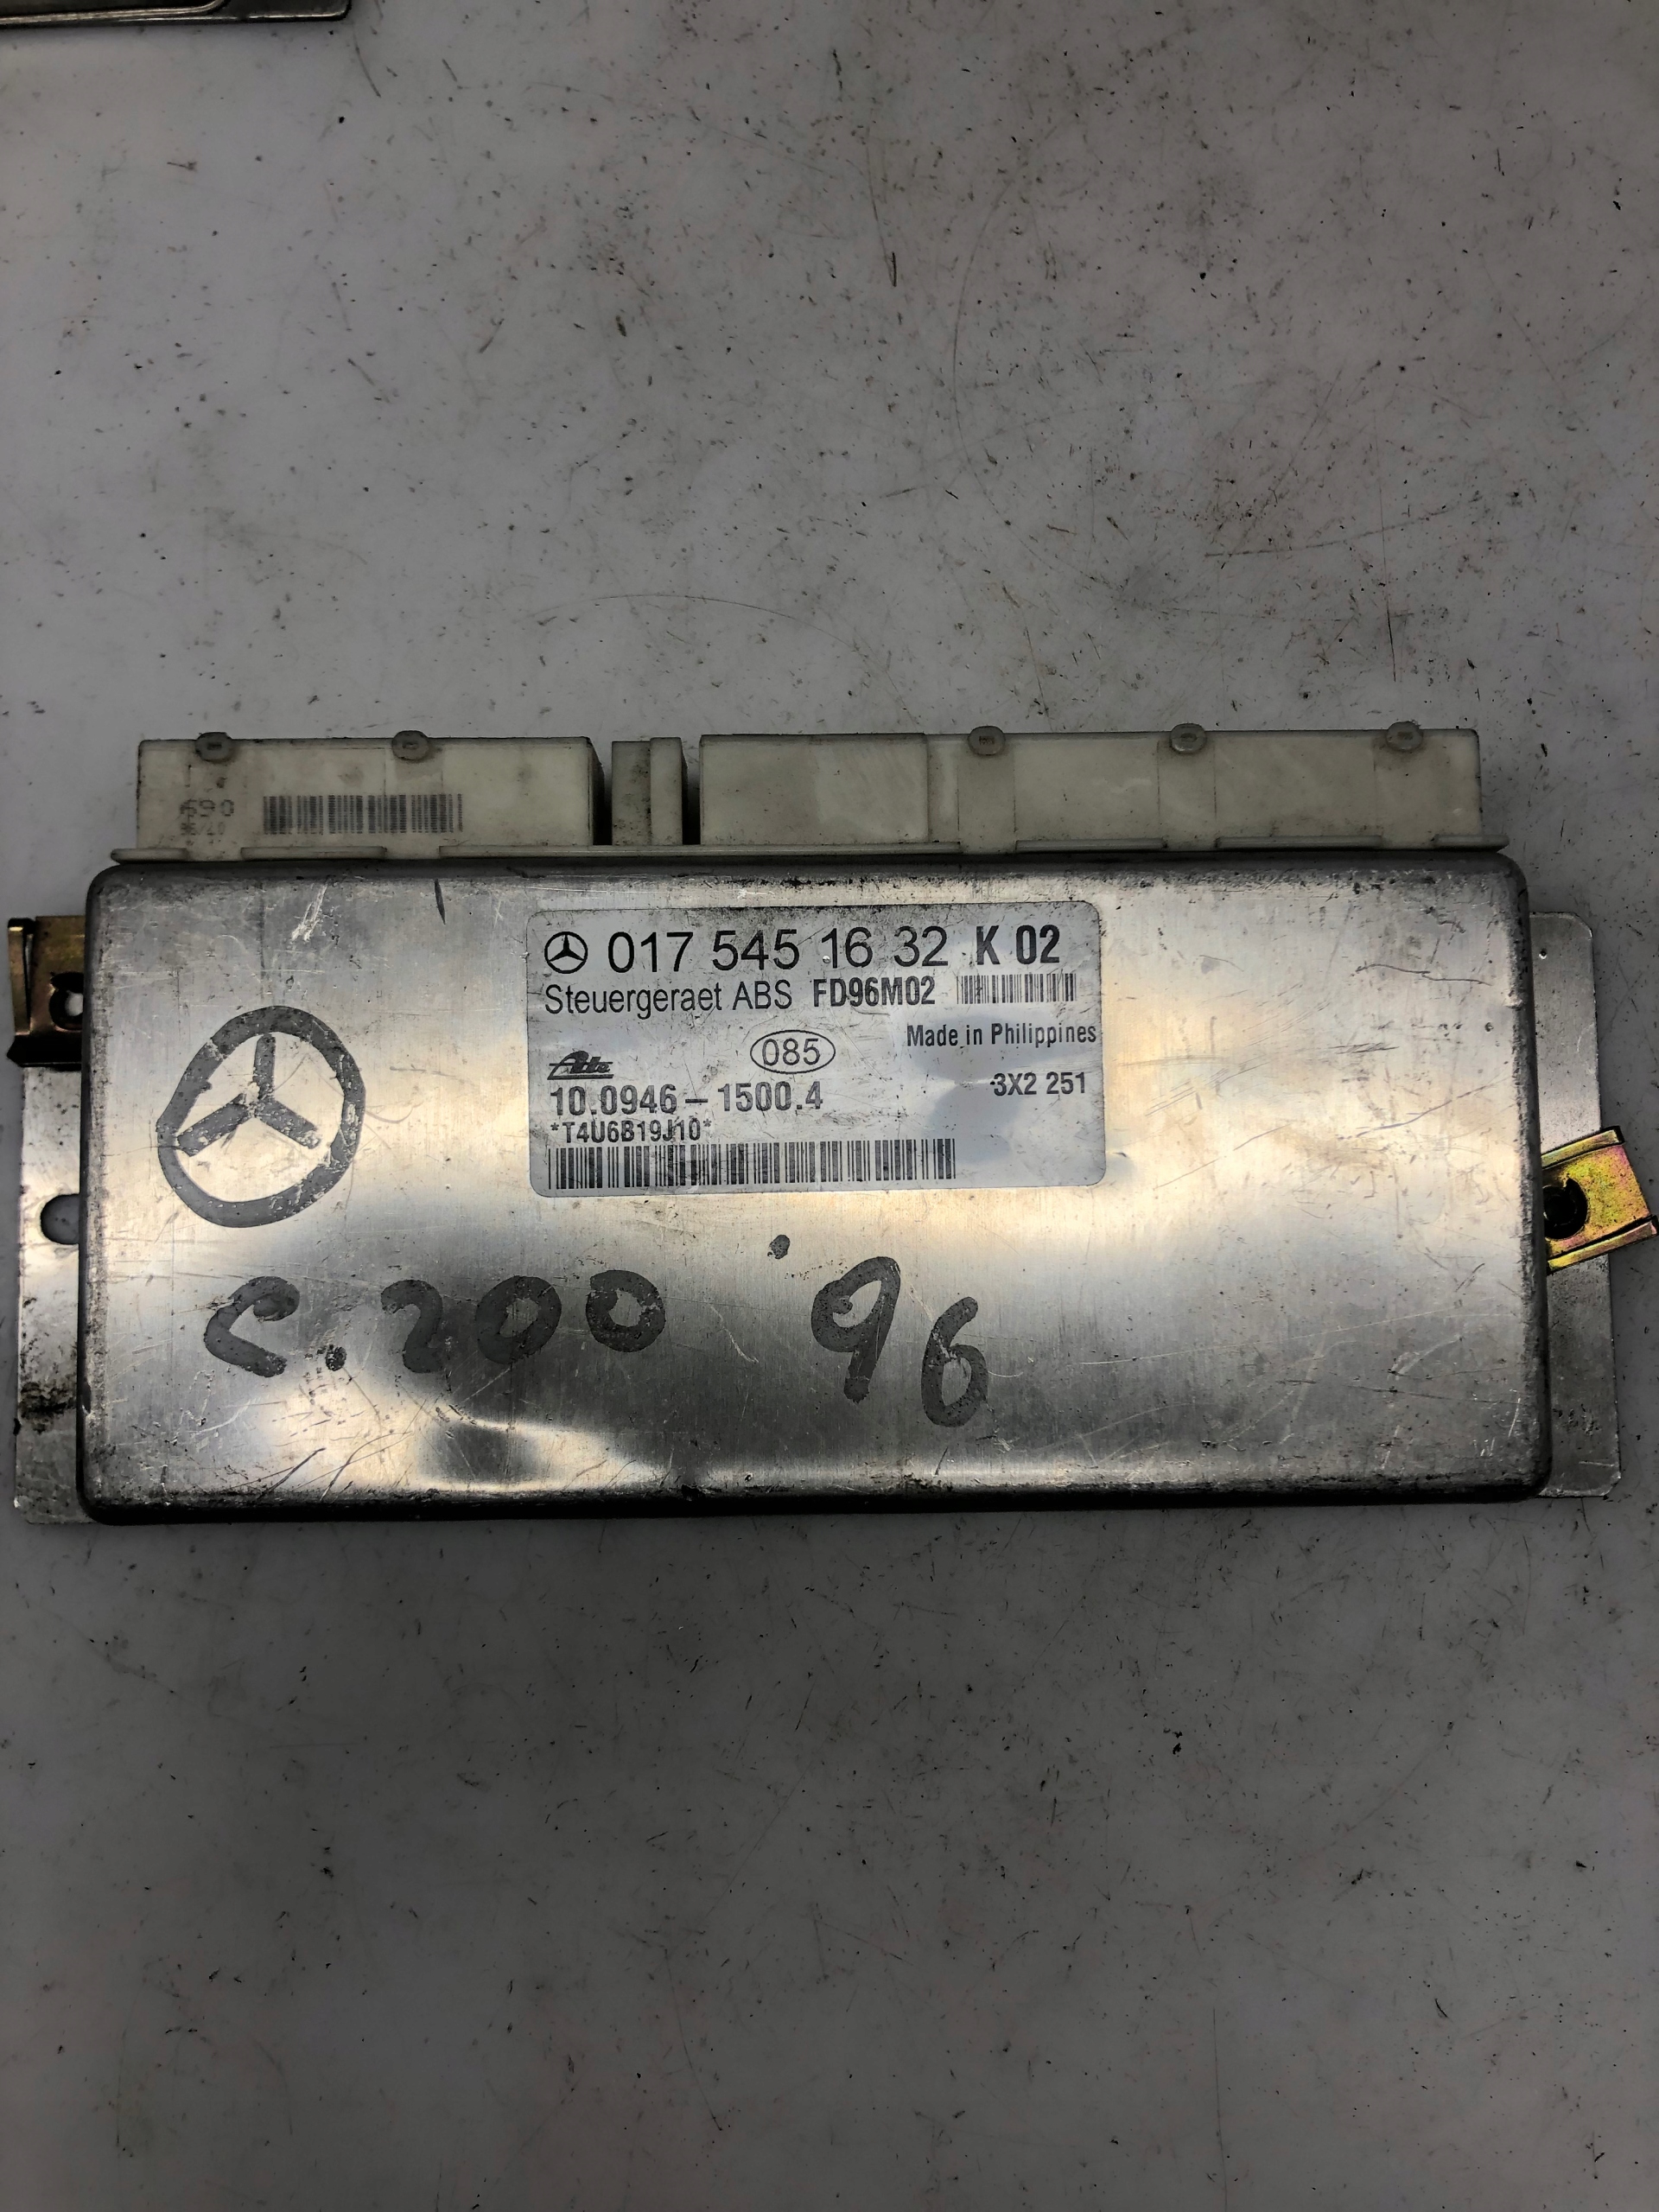 690
017 545 16 32 K 02
Steuergeraet ABS FD96M02
Made in Philippines
085
Ate
3X2 251
10.0946-1500.4
*T4U6B19J10*
C.200 '96